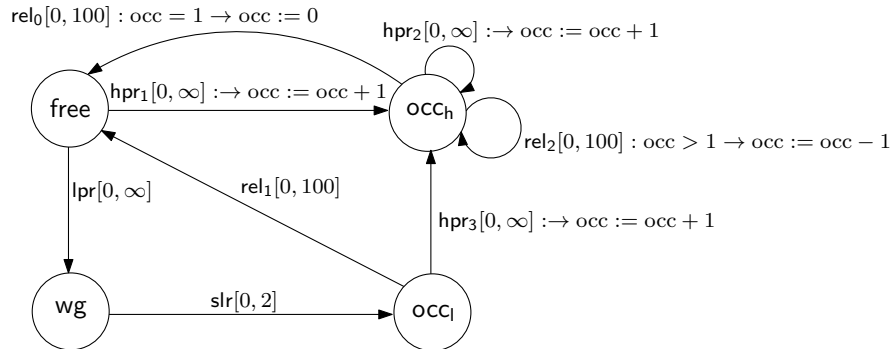 rel₀[0, 100] : occ = 1 → occ := 0
hpr₂[0, ∞] :→ occ := occ + 1
free
hpr₁[0, ∞] :→ occ := occ + 1
occₕ
rel₂[0, 100] : occ > 1 → occ := occ − 1
lpr[0, ∞]
rel₁[0, 100]
hpr₃[0, ∞] :→ occ := occ + 1
wg
slr[0, 2]
occₗ